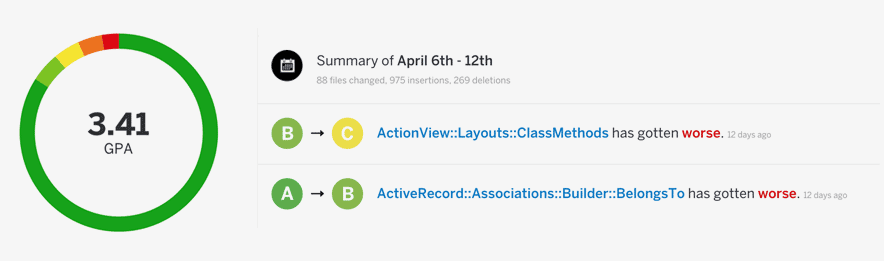 3.41
GPA
Summary of April 6th - 12th
88 files changed, 975 insertions, 269 deletions
B → C ActionView::Layouts::ClassMethods has gotten worse. 12 days ago
A → B ActiveRecord::Associations::Builder::BelongsTo has gotten worse. 12 days ago